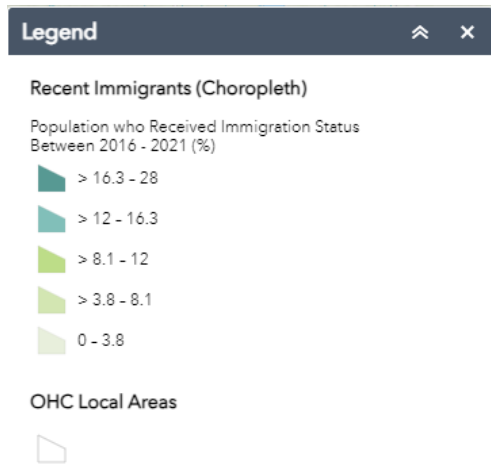 Legend
Recent Immigrants (Choropleth)
Population who Received Immigration Status
Between 2016 - 2021 (%)
> 16.3 - 28
> 12 - 16.3
> 8.1 - 12
> 3.8 - 8.1
0 - 3.8
OHC Local Areas